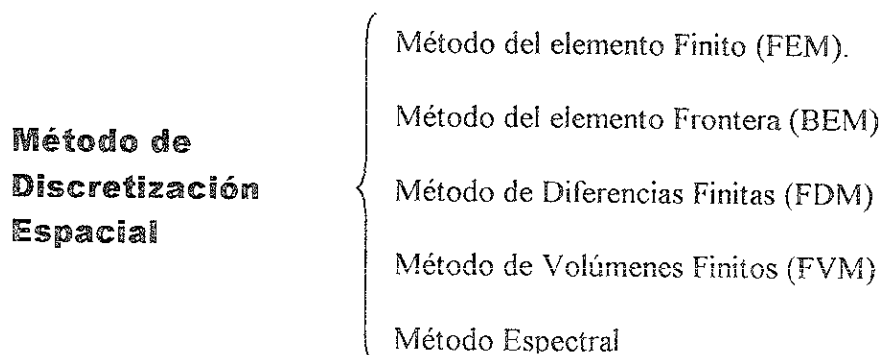 Método de
Discretización
Espacial
Método del elemento Finito (FEM).
Método del elemento Frontera (BEM)
Método de Diferencias Finitas (FDM)
Método de Volúmenes Finitos (FVM)
Método Espectral